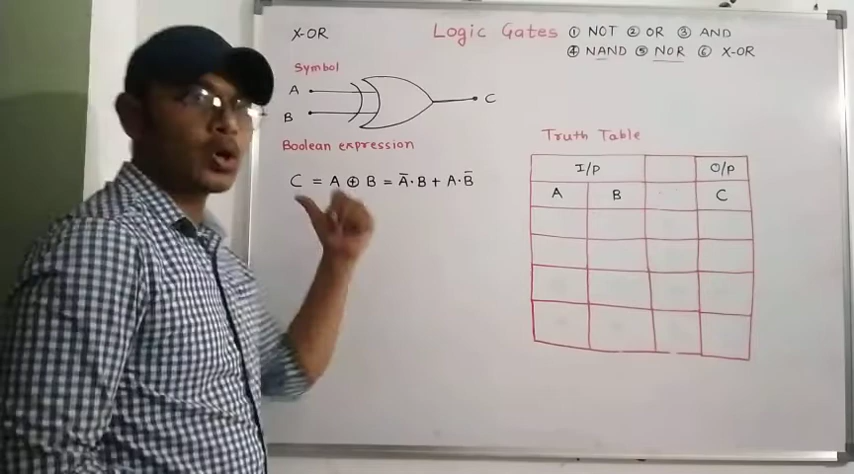 X-OR
Logic Gates ① NOT ② OR ③ AND
④ NAND ⑤ NOR ⑥ X-OR
Symbol
A
B
C
Boolean expression
C = A ⊕ B = A̅·B + A·B̅
Truth Table
I/p O/p
A B C